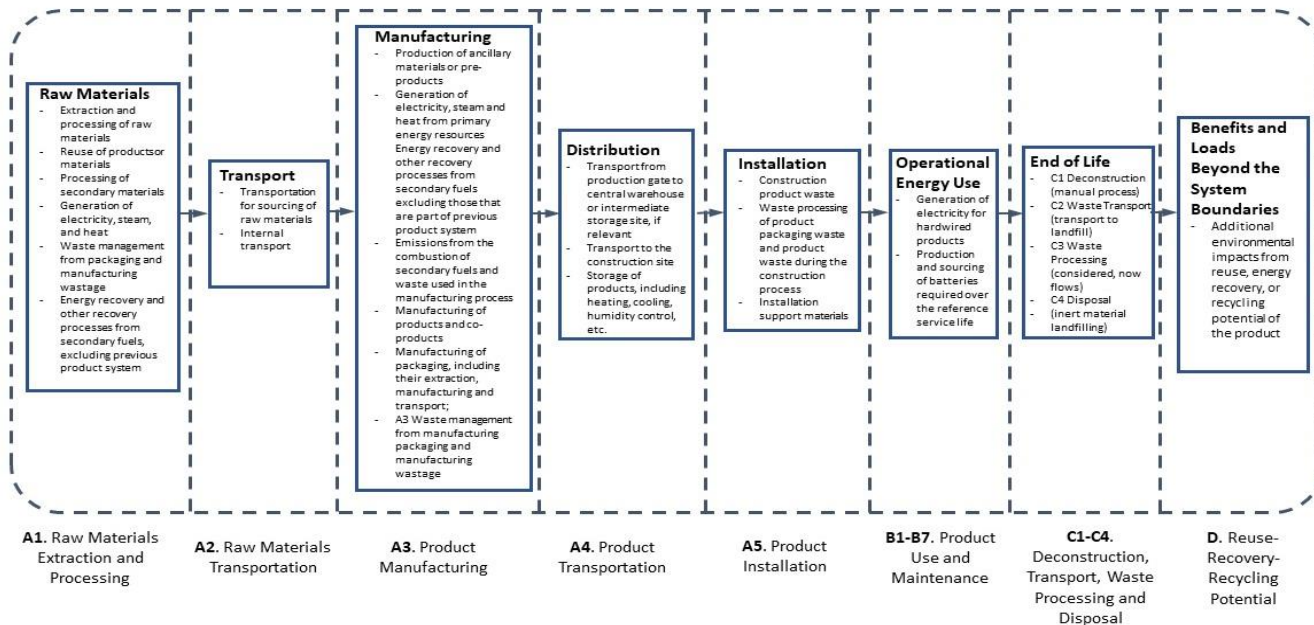 Raw Materials
- Extraction and
processing of raw
materials
- Reuse of productsor
materials
- Processing of
secondary materials
- Generation of
electricity, steam, and
heat
- Waste management
from packaging and
manufacturing
wastage
- Energy recovery and
other recovery
processes from
secondary fuels,
excluding previous
product system
Transport
- Transportation
for sourcing of
raw materials
- Internal
transport
Manufacturing
- Production of ancillary
materials or pre-
products
- Generation of
electricity, steam and
heat from primary
energy resources
Energy recovery and
other recovery
processes from
secondary fuels
excluding those that
are part of previous
product system
- Emissions from the
combustion of
secondary fuels and
waste used in the
manufacturing process
- Manufacturing of
products and co-
products
- Manufacturing of
packaging, including
their extraction,
manufacturing and
transport;
- A3 Waste management
from manufacturing
packaging and
manufacturing
wastage
Distribution
- Transport from
production gate to
central warehouse
or intermediate
storage site, if
relevant
- Transport to the
construction site
- Storage of
products, including
heating, cooling,
humidity control,
etc.
Installation
- Construction
product waste
- Waste processing
of product
packaging waste
and product
waste during the
construction
process
- Installation
support materials
Operational
Energy Use
- Generation of
electricity for
hardwired
products
- Production
and sourcing
of batteries
required over
the reference
service life
End of Life
- C1 Deconstruction
(manual process)
- C2 Waste Transport
(transport to
landfill)
- C3 Waste
Processing
(considered, now
flows)
- C4 Disposal
- (inert material
landfilling)
Benefits and
Loads
Beyond the
System
Boundaries
- Additional
environmental
impacts from
reuse, energy
recovery, or
recycling
potential of
the product
A1. Raw Materials
Extraction and
Processing
A2. Raw Materials
Transportation
A3. Product
Manufacturing
A4. Product
Transportation
A5. Product
Installation
B1-B7. Product
Use and
Maintenance
C1-C4.
Deconstruction,
Transport, Waste
Processing and
Disposal
D. Reuse-
Recovery-
Recycling
Potential